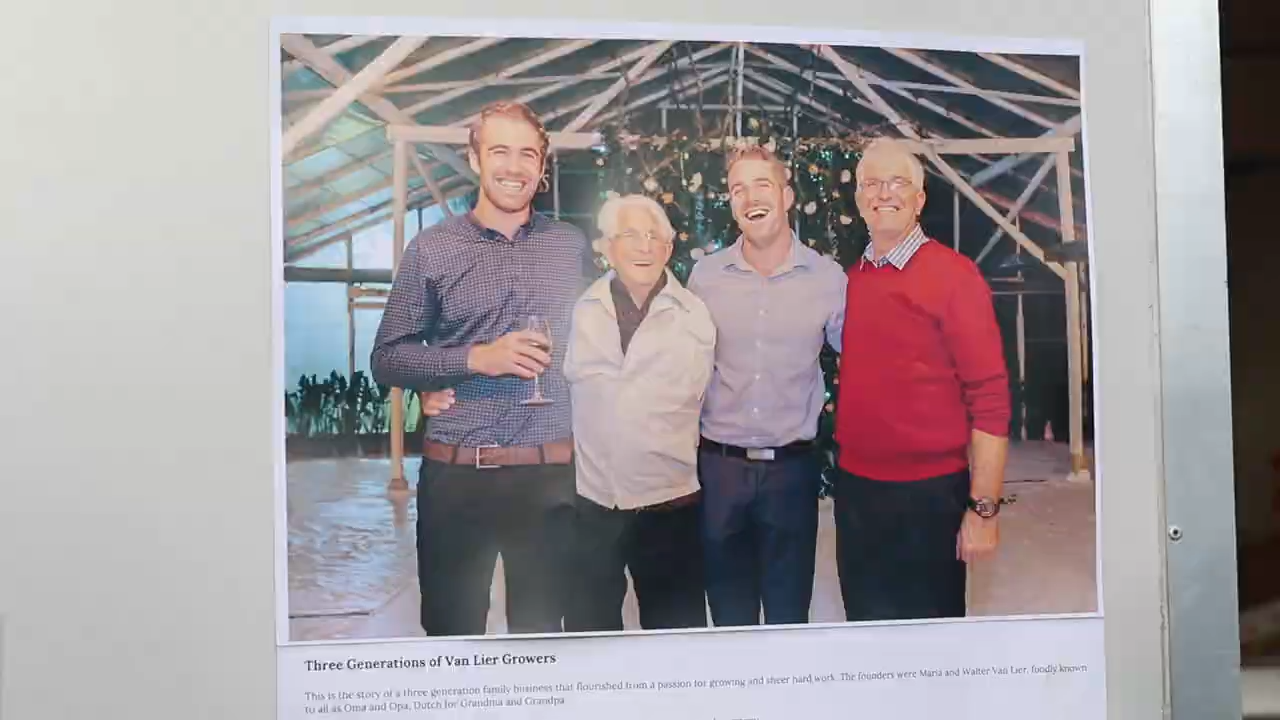 Three Generations of Van Lier Growers
This is the story of a three generation family business that flourished from a passion for growing and sheer hard work. The founders were Maria and Walter Van Lier, fondly known
to all as Oma and Opa, Dutch for Grandma and Grandpa